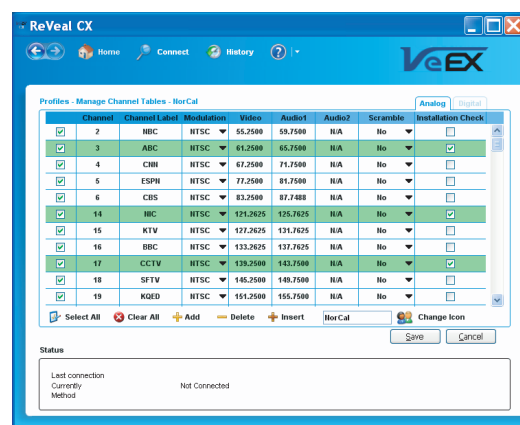 ReVeal CX
Home Connect History ?
VeEX
Profiles - Manage Channel Tables - NorCal Analog Digital
Channel Channel Label Modulation Video Audio1 Audio2 Scramble Installation Check
2 NBC NTSC 55.2500 59.7500 N/A No
3 ABC NTSC 61.2500 65.7500 N/A No
4 CNN NTSC 67.2500 71.7500 N/A No
5 ESPN NTSC 77.2500 81.7500 N/A No
6 CBS NTSC 83.2500 87.7488 N/A No
14 NIC NTSC 121.2625 125.7625 N/A No
15 KTV NTSC 127.2625 131.7625 N/A No
16 BBC NTSC 133.2625 137.7625 N/A No
17 CCTV NTSC 139.2500 143.7500 N/A No
18 SFTV NTSC 145.2500 149.7500 N/A No
19 KQED NTSC 151.2500 155.7500 N/A No
Select All Clear All Add Delete Insert NorCal Change Icon
Save Cancel
Status
Last connection
Currently Not Connected
Method